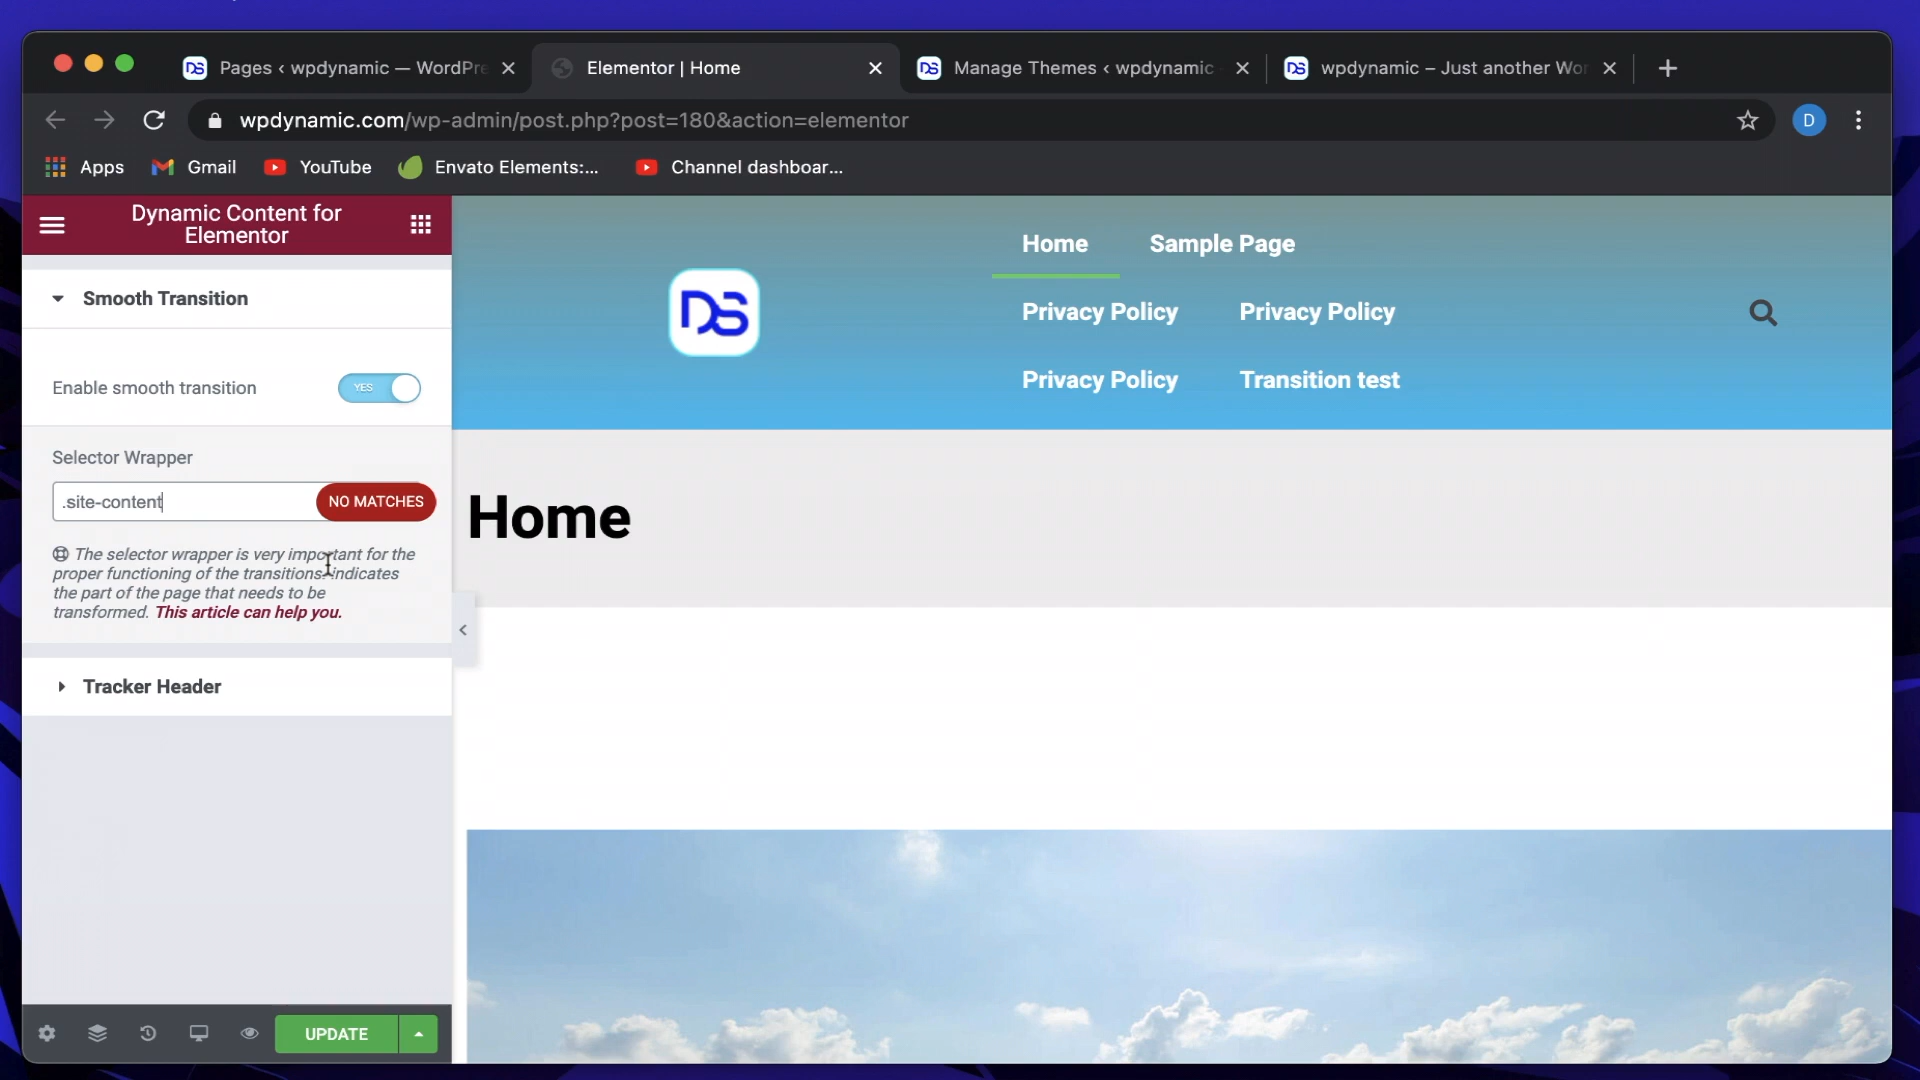 Pages < wpdynamic — WordPre
Elementor | Home
Manage Themes < wpdynamic
wpdynamic – Just another Wor
wpdynamic.com/wp-admin/post.php?post=180&action=elementor
D
Apps
Gmail
YouTube
Envato Elements:...
Channel dashboar...
Dynamic Content for
Elementor
Smooth Transition
Enable smooth transition
YES
Selector Wrapper
.site-content
NO MATCHES
The selector wrapper is very important for the
proper functioning of the transitions. indicates
the part of the page that needs to be
transformed. This article can help you.
Tracker Header
UPDATE
DS
Home
Sample Page
Privacy Policy
Privacy Policy
Privacy Policy
Transition test
Home